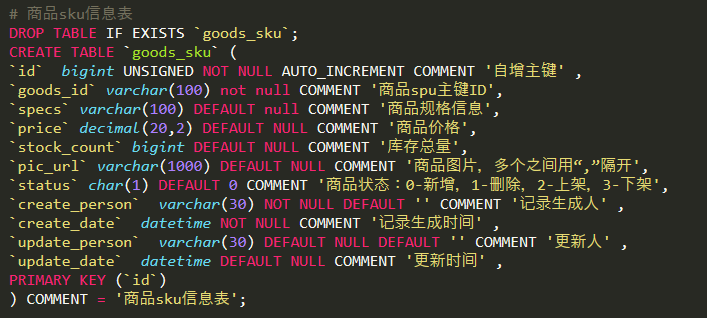 # 商品sku信息表
DROP TABLE IF EXISTS `goods_sku`;
CREATE TABLE `goods_sku` (
`id`  bigint UNSIGNED NOT NULL AUTO_INCREMENT COMMENT '自增主键' ,
`goods_id` varchar(100) not null COMMENT '商品spu主键ID',
`specs` varchar(100) DEFAULT null COMMENT '商品规格信息',
`price` decimal(20,2) DEFAULT NULL COMMENT '商品价格',
`stock_count` bigint DEFAULT NULL COMMENT '库存总量',
`pic_url` varchar(1000) DEFAULT NULL COMMENT '商品图片，多个之间用“,”隔开',
`status` char(1) DEFAULT 0 COMMENT '商品状态：0-新增，1-删除，2-上架，3-下架',
`create_person`  varchar(30) NOT NULL DEFAULT '' COMMENT '记录生成人' ,
`create_date`  datetime NOT NULL COMMENT '记录生成时间' ,
`update_person`  varchar(30) DEFAULT NULL DEFAULT '' COMMENT '更新人' ,
`update_date`  datetime DEFAULT NULL COMMENT '更新时间' ,
PRIMARY KEY (`id`)
) COMMENT = '商品sku信息表';